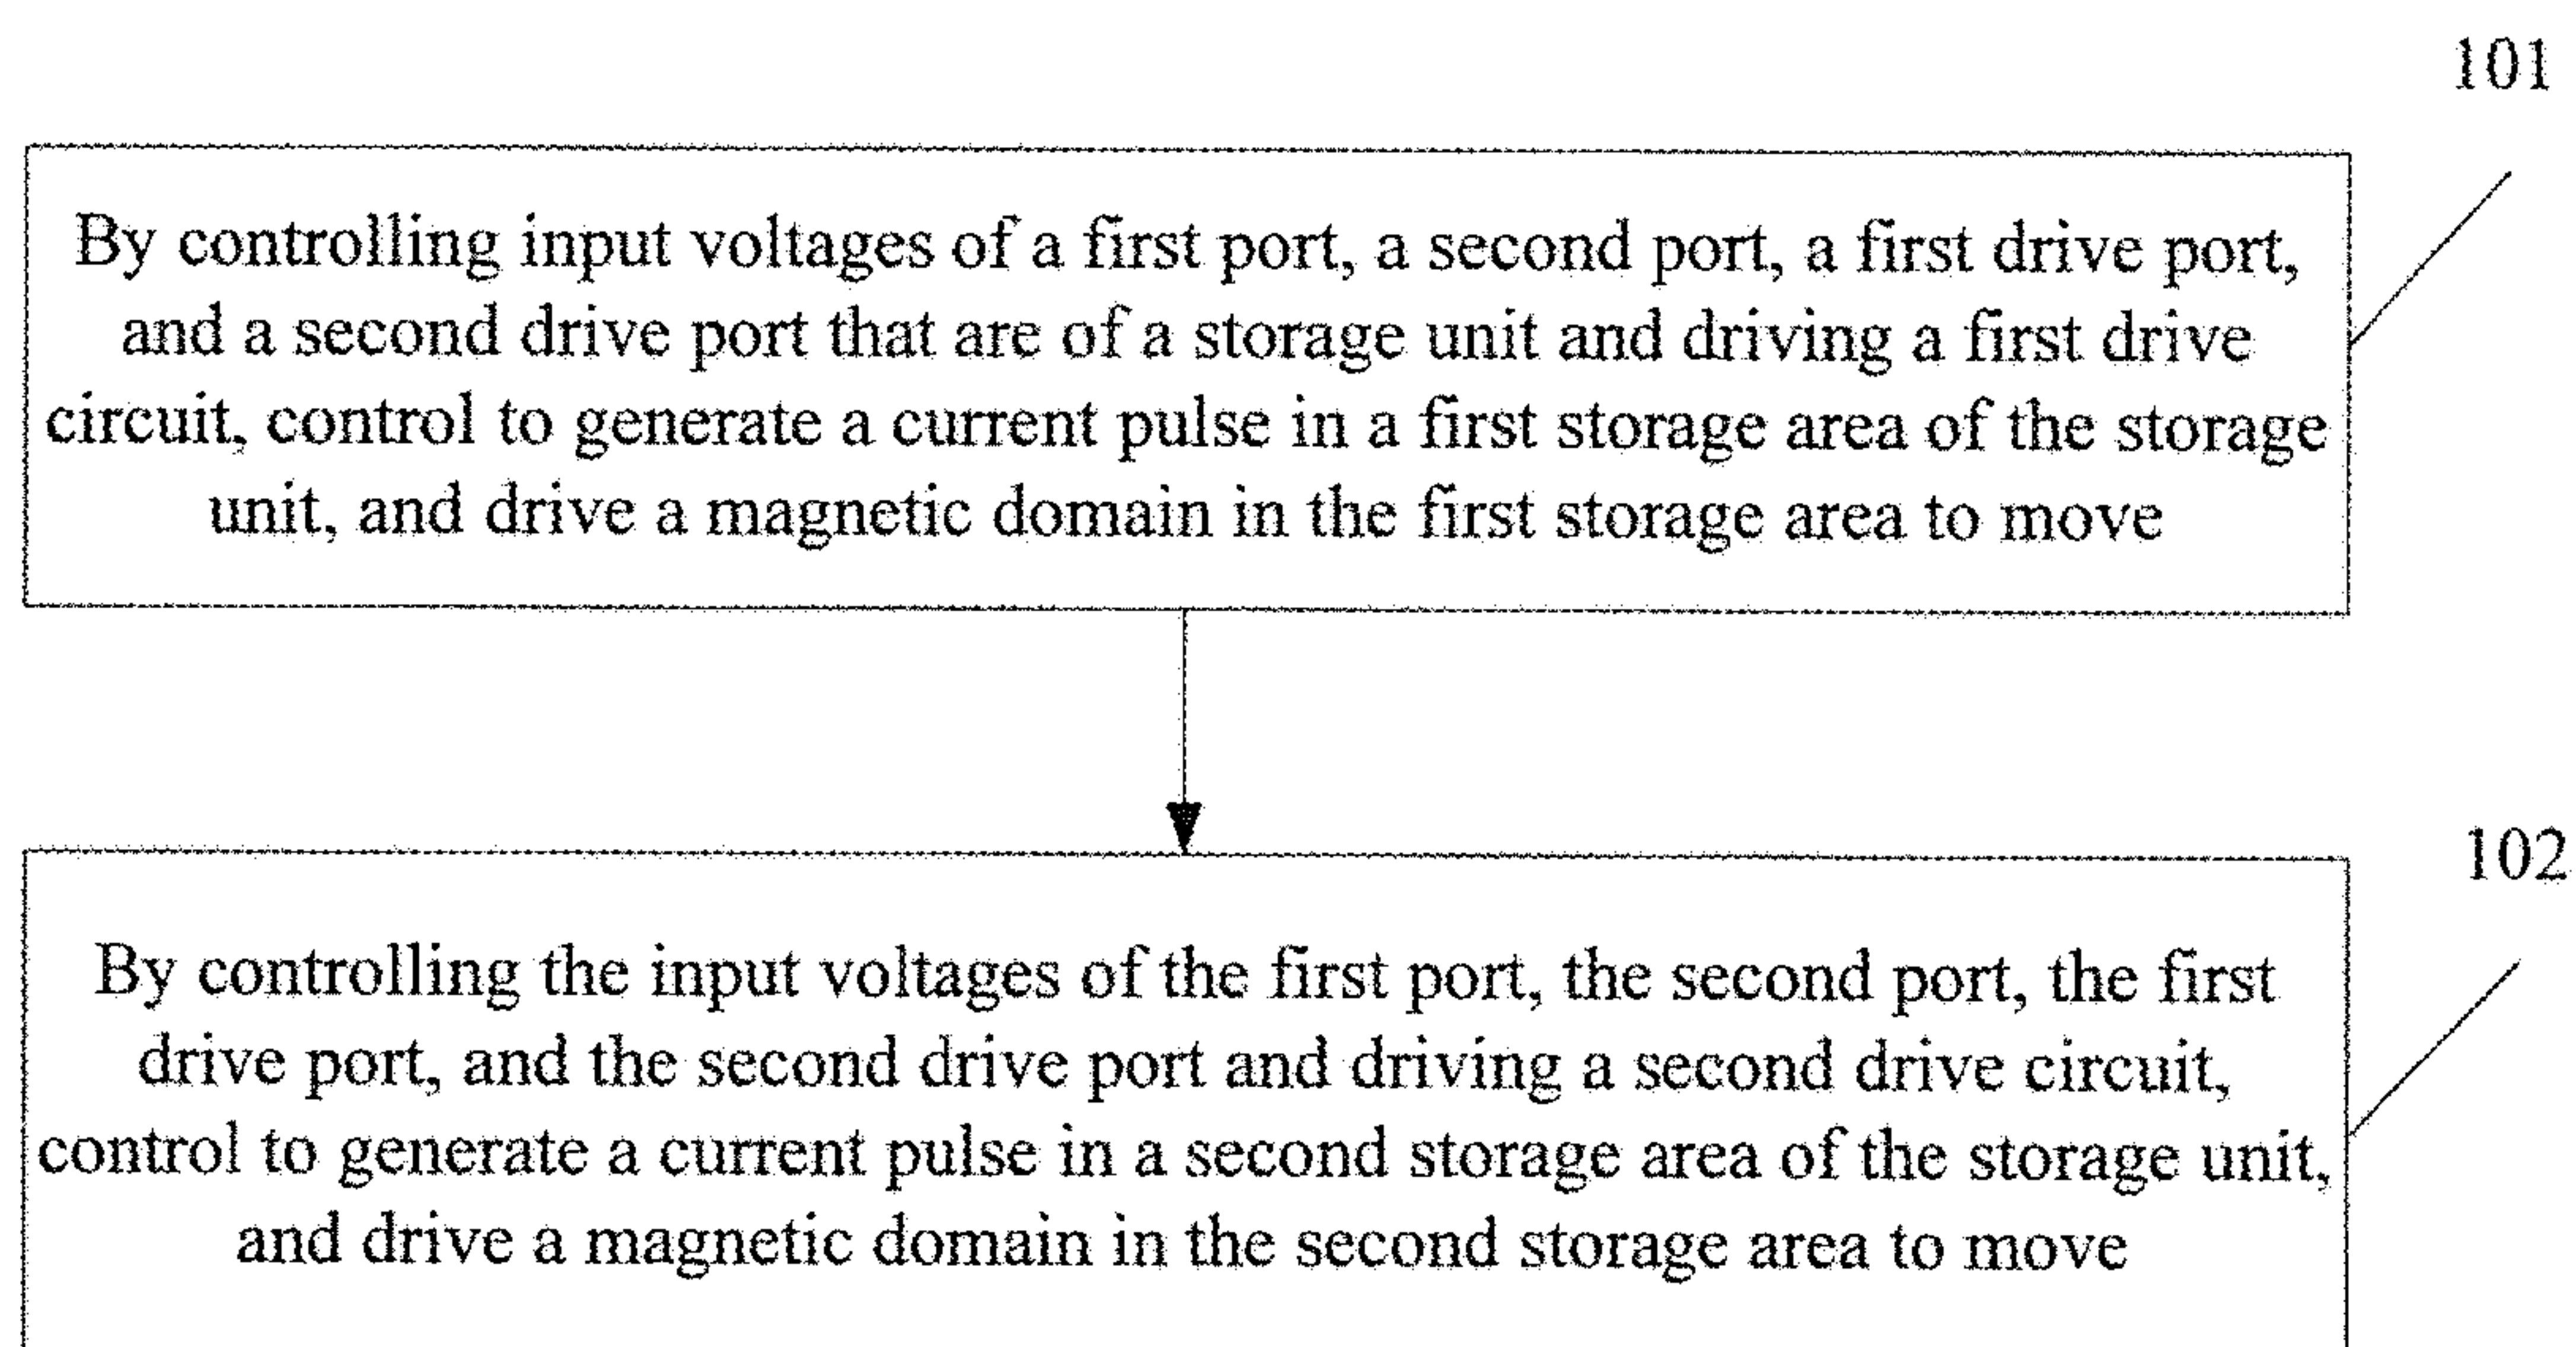 101
By controlling input voltages of a first port, a second port, a first drive port,
and a second drive port that are of a storage unit and driving a first drive
circuit, control to generate a current pulse in a first storage area of the storage
unit, and drive a magnetic domain in the first storage area to move
102
By controlling the input voltages of the first port, the second port, the first
drive port, and the second drive port and driving a second drive circuit,
control to generate a current pulse in a second storage area of the storage unit,
and drive a magnetic domain in the second storage area to move